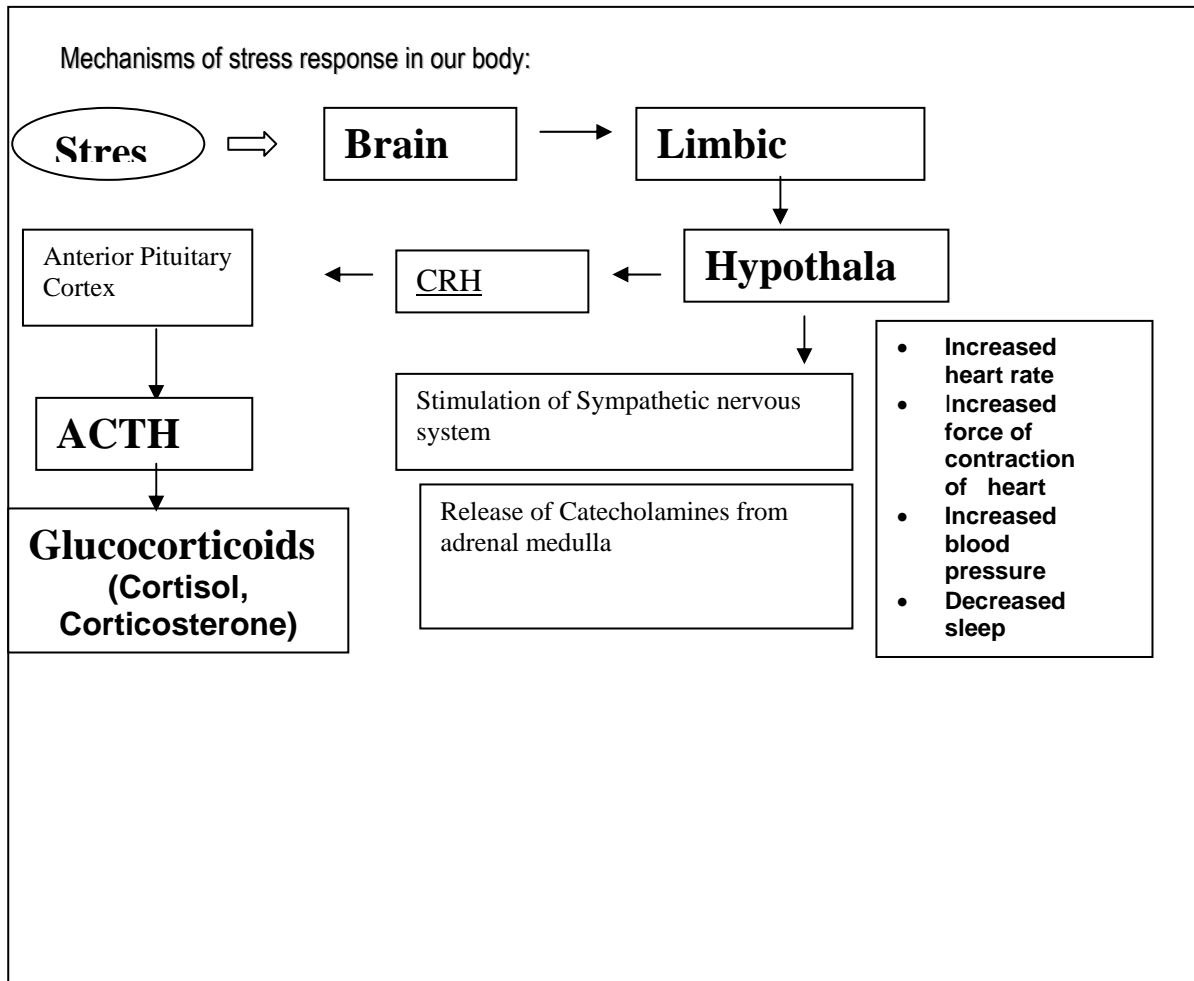 Mechanisms of stress response in our body:
Stres
Brain
Limbic
Anterior Pituitary
Cortex
CRH
Hypothala
Stimulation of Sympathetic nervous
system
ACTH
Release of Catecholamines from
adrenal medulla
Glucocorticoids
(Cortisol,
Corticosterone)
• Increased
heart rate
• Increased
force of
contraction
of heart
• Increased
blood
pressure
• Decreased
sleep